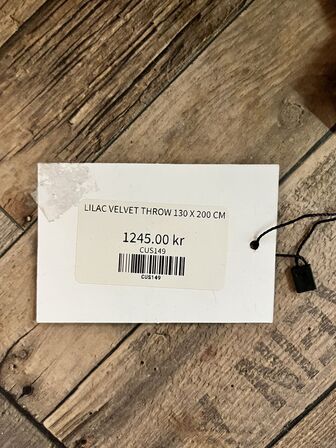 LILAC VELVET THROW 130 X 200 CM
1245.00 kr
CUS149
CUS149